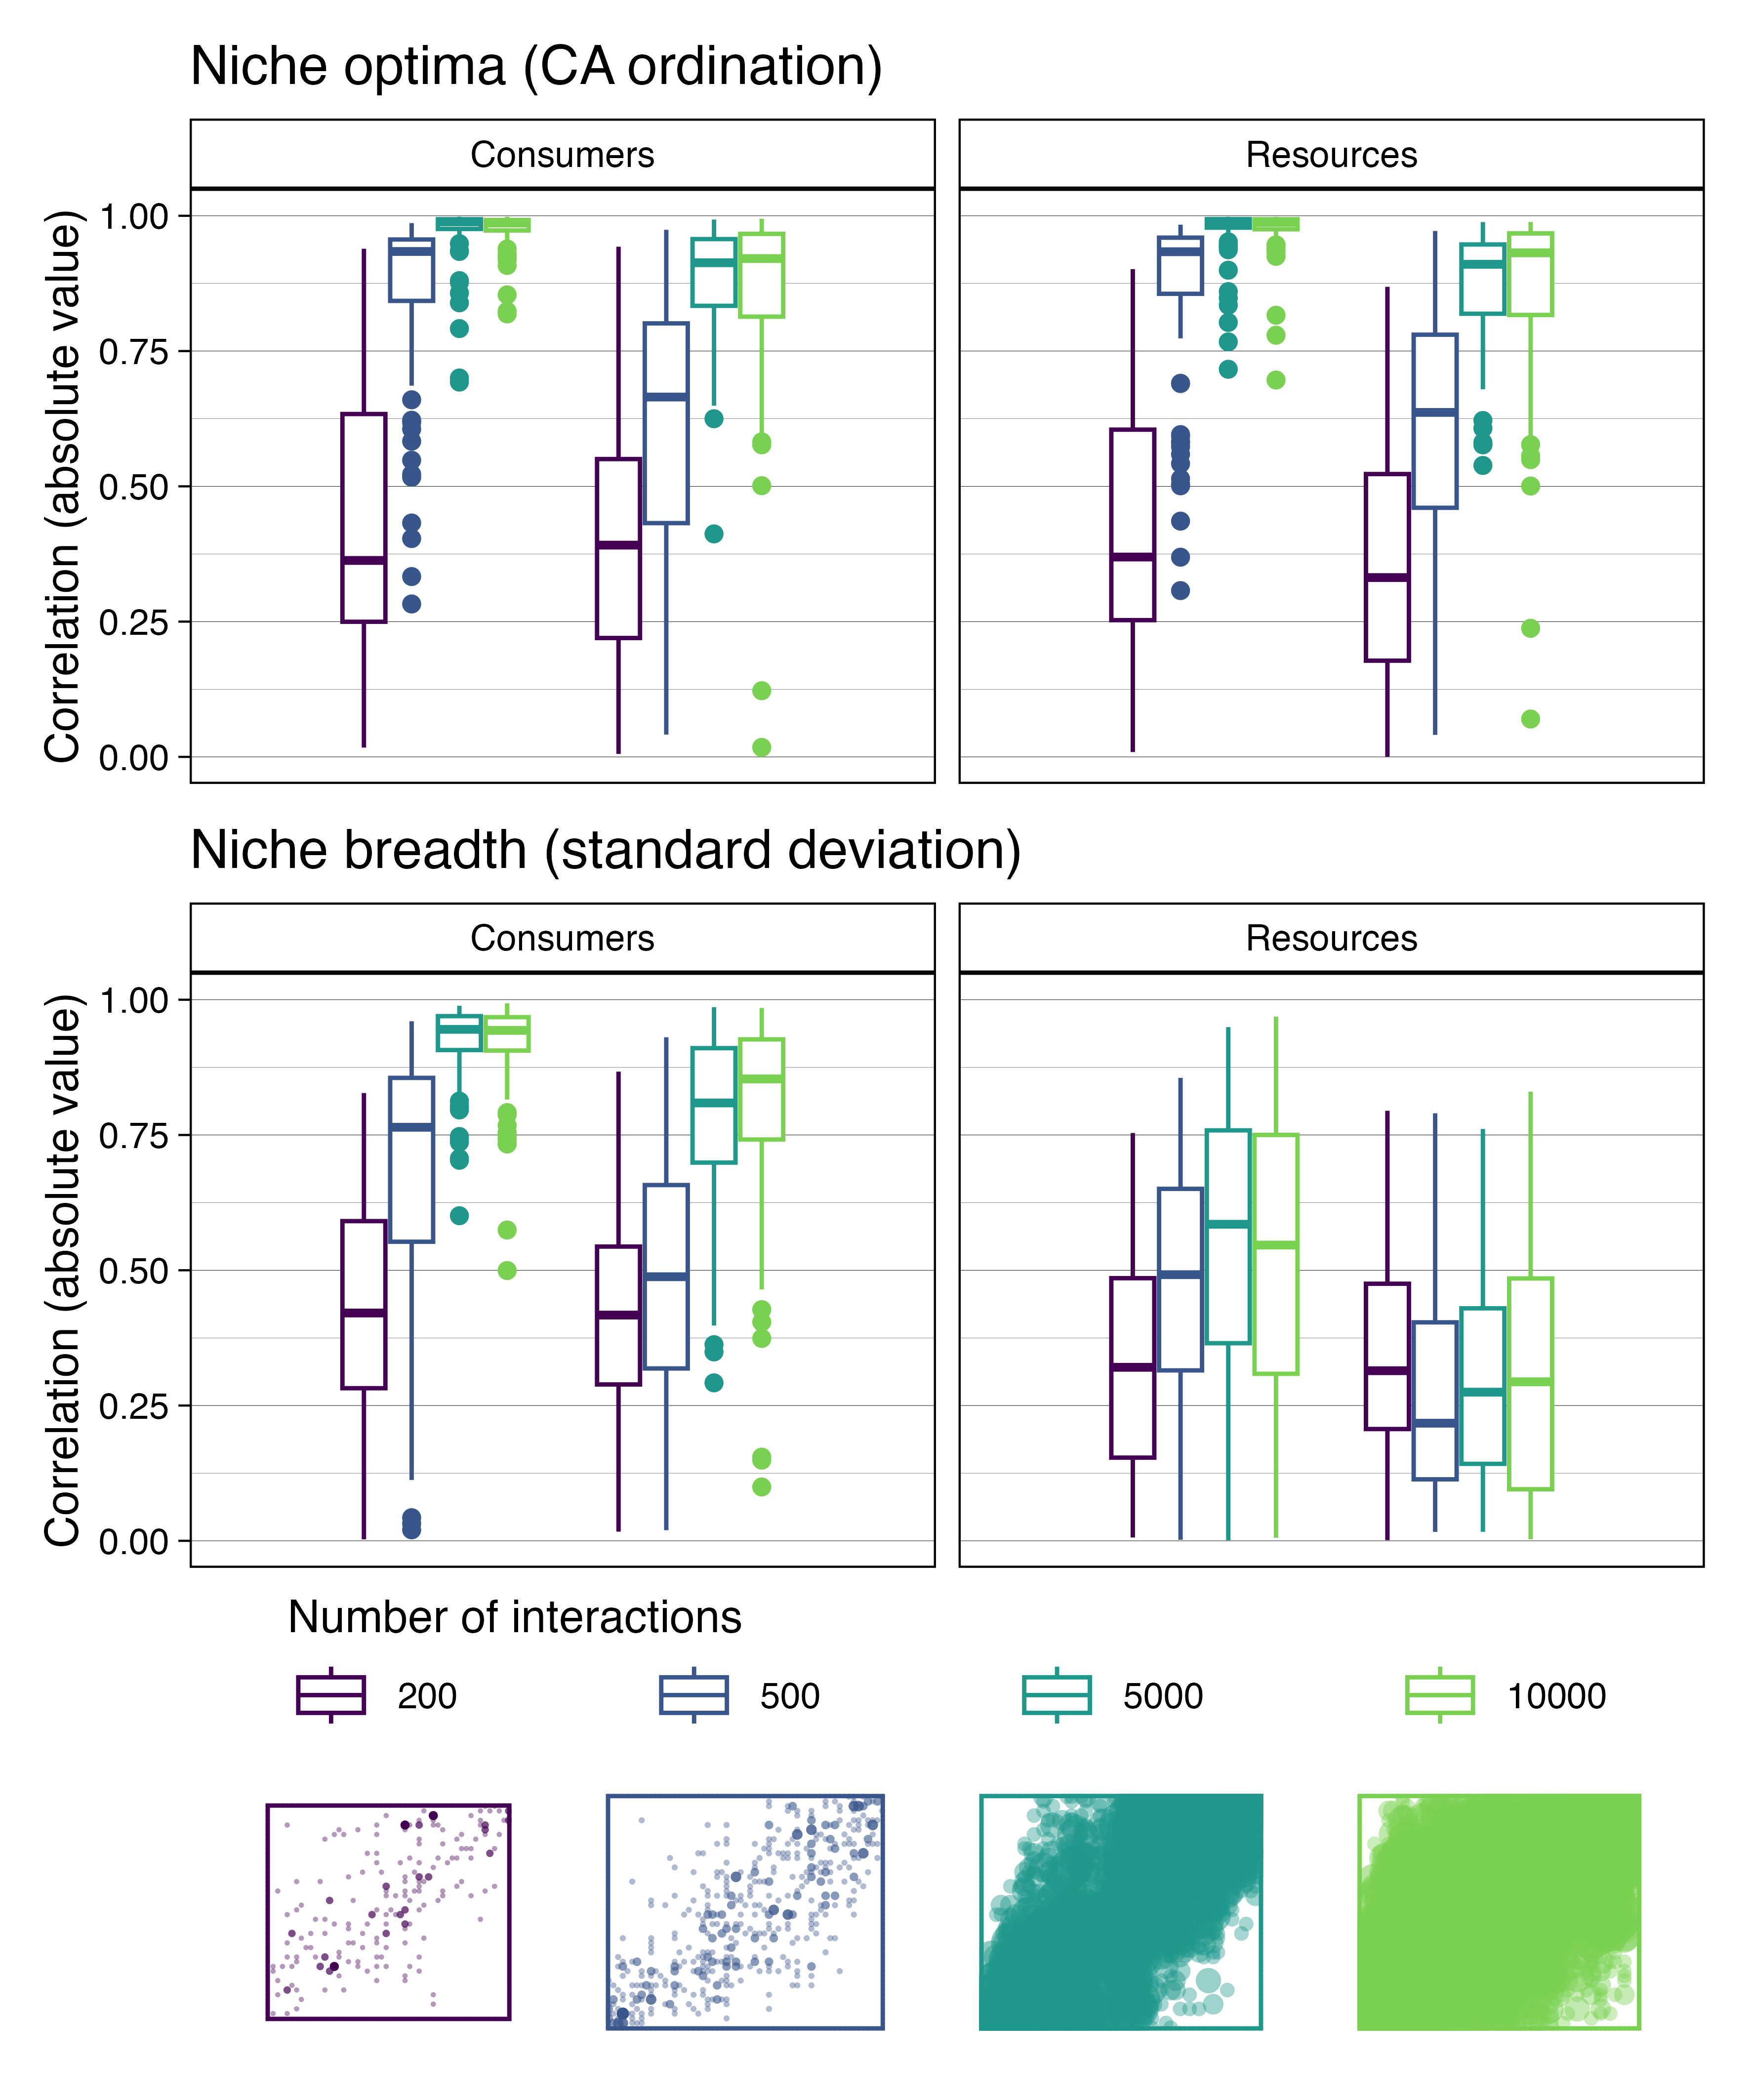 Niche optima (CA ordination)
Consumers
Resources
Correlation (absolute value)
1.00
0.75
0.50
0.25
0.00
Niche breadth (standard deviation)
Consumers
Resources
Correlation (absolute value)
1.00
0.75
0.50
0.25
0.00
Number of interactions
200
500
5000
10000